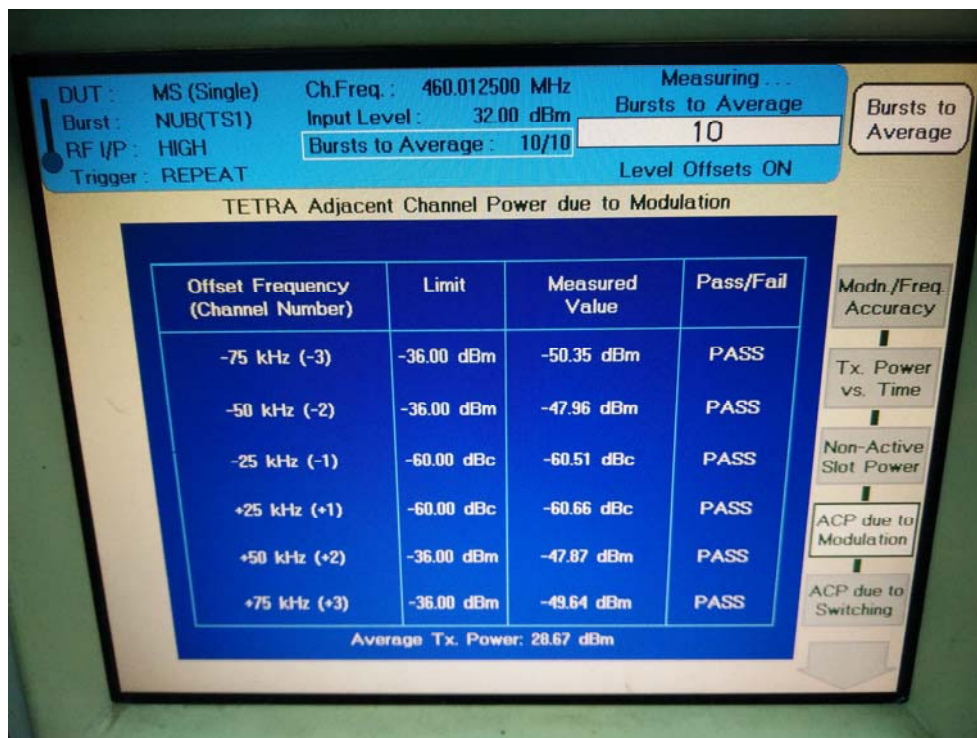 DUT : MS (Single) Ch.Freq. : 460.012500 MHz Measuring ...
Burst : NUB(TS1) Input Level : 32.00 dBm Bursts to Average
RF I/P : HIGH Bursts to Average : 10/10 10
Trigger : REPEAT Level Offsets ON
Bursts to
Average
TETRA Adjacent Channel Power due to Modulation
Offset Frequency Limit Measured Pass/Fail
(Channel Number) Value
-75 kHz (-3) -36.00 dBm -50.35 dBm PASS
-50 kHz (-2) -36.00 dBm -47.96 dBm PASS
-25 kHz (-1) -60.00 dBc -60.51 dBc PASS
+25 kHz (+1) -60.00 dBc -60.66 dBc PASS
+50 kHz (+2) -36.00 dBm -47.87 dBm PASS
+75 kHz (+3) -36.00 dBm -49.64 dBm PASS
Average Tx. Power: 28.67 dBm
Modn./Freq.
Accuracy
Tx. Power
vs. Time
Non-Active
Slot Power
ACP due to
Modulation
ACP due to
Switching